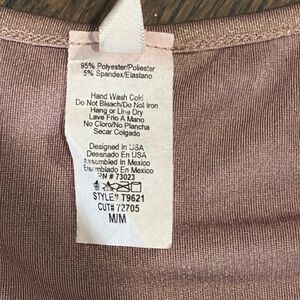 95% Polyester/Poliester
5% Spandex/Elastano
Hand Wash Cold
Do Not Bleach/Do Not Iron
Hang or Line Dry
Lave Frio A Mano
No Cloro/No Plancha
Secar Colgado
Designed In USA
Desenado En USA
Assembled In Mexico
Ensamblado En Mexico
RN # 73023
STYLE# T9621
CUT# 72705
M/M